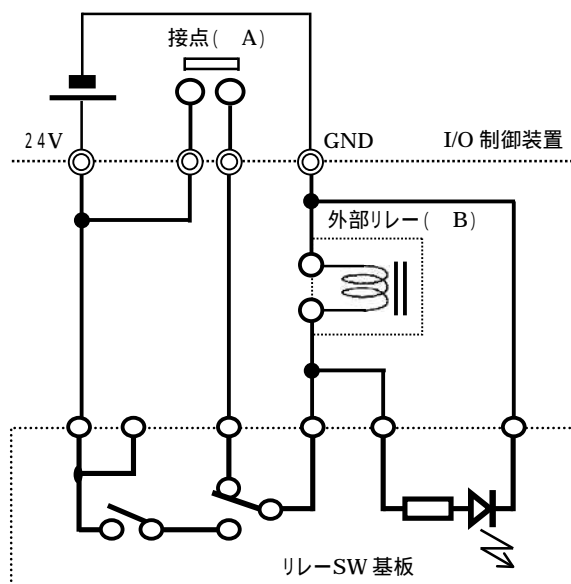 接点( A)
24V
GND
I/O 制御装置
外部リレー( B)
リレーSW 基板